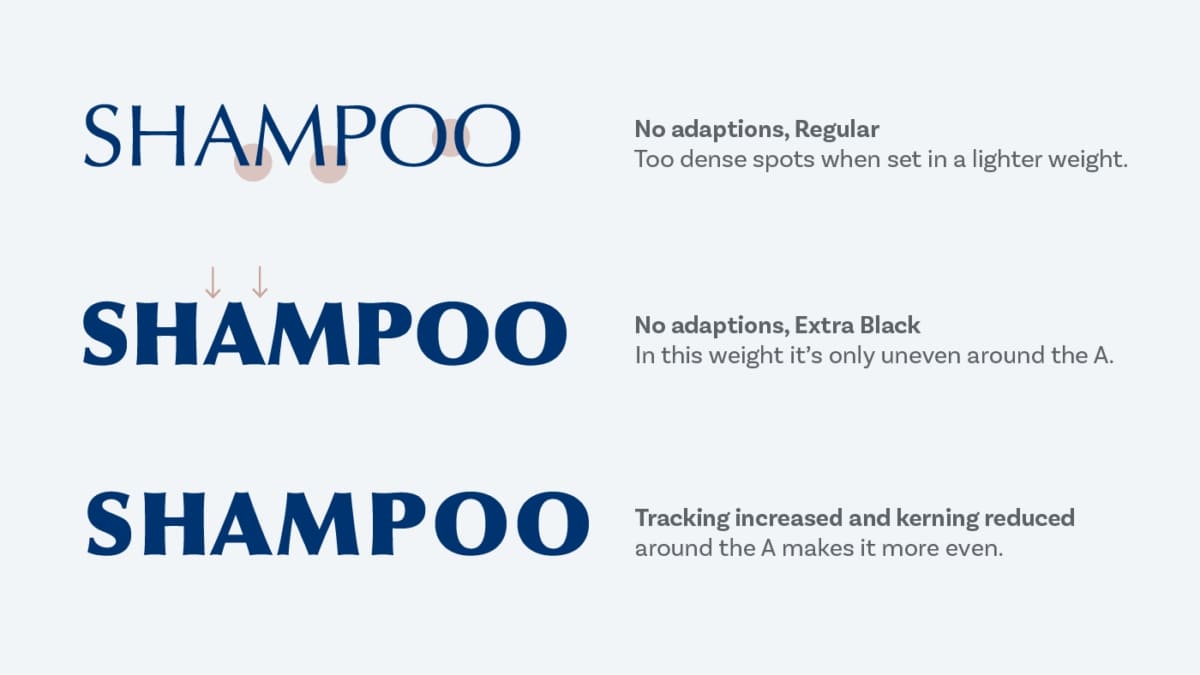 SHAMPOO
No adaptions, Regular
Too dense spots when set in a lighter weight.
SHAMPOO
No adaptions, Extra Black
In this weight it’s only uneven around the A.
SHAMPOO
Tracking increased and kerning reduced
around the A makes it more even.